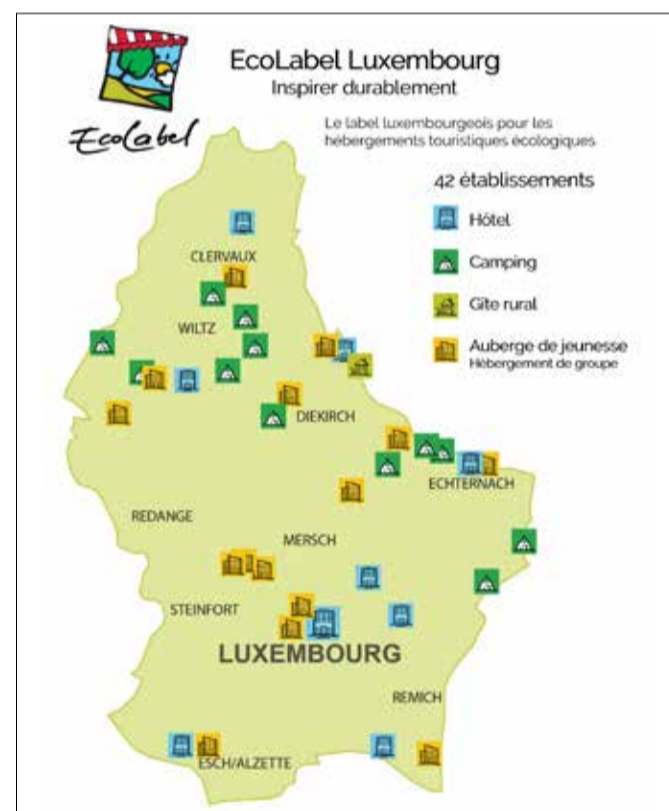 EcoLabel Luxembourg
Inspirer durablement
EcoLabel
Le label luxembourgeois pour les
hébergements touristiques écologiques
42 établissements
Hôtel
Camping
Gîte rural
Auberge de jeunesse
Hébergement de groupe
CLERVAUX
WILTZ
DIEKIRCH
ECHTERNACH
REDANGE
MERSCH
STEINFORT
LUXEMBOURG
REMICH
ESCH/ALZETTE